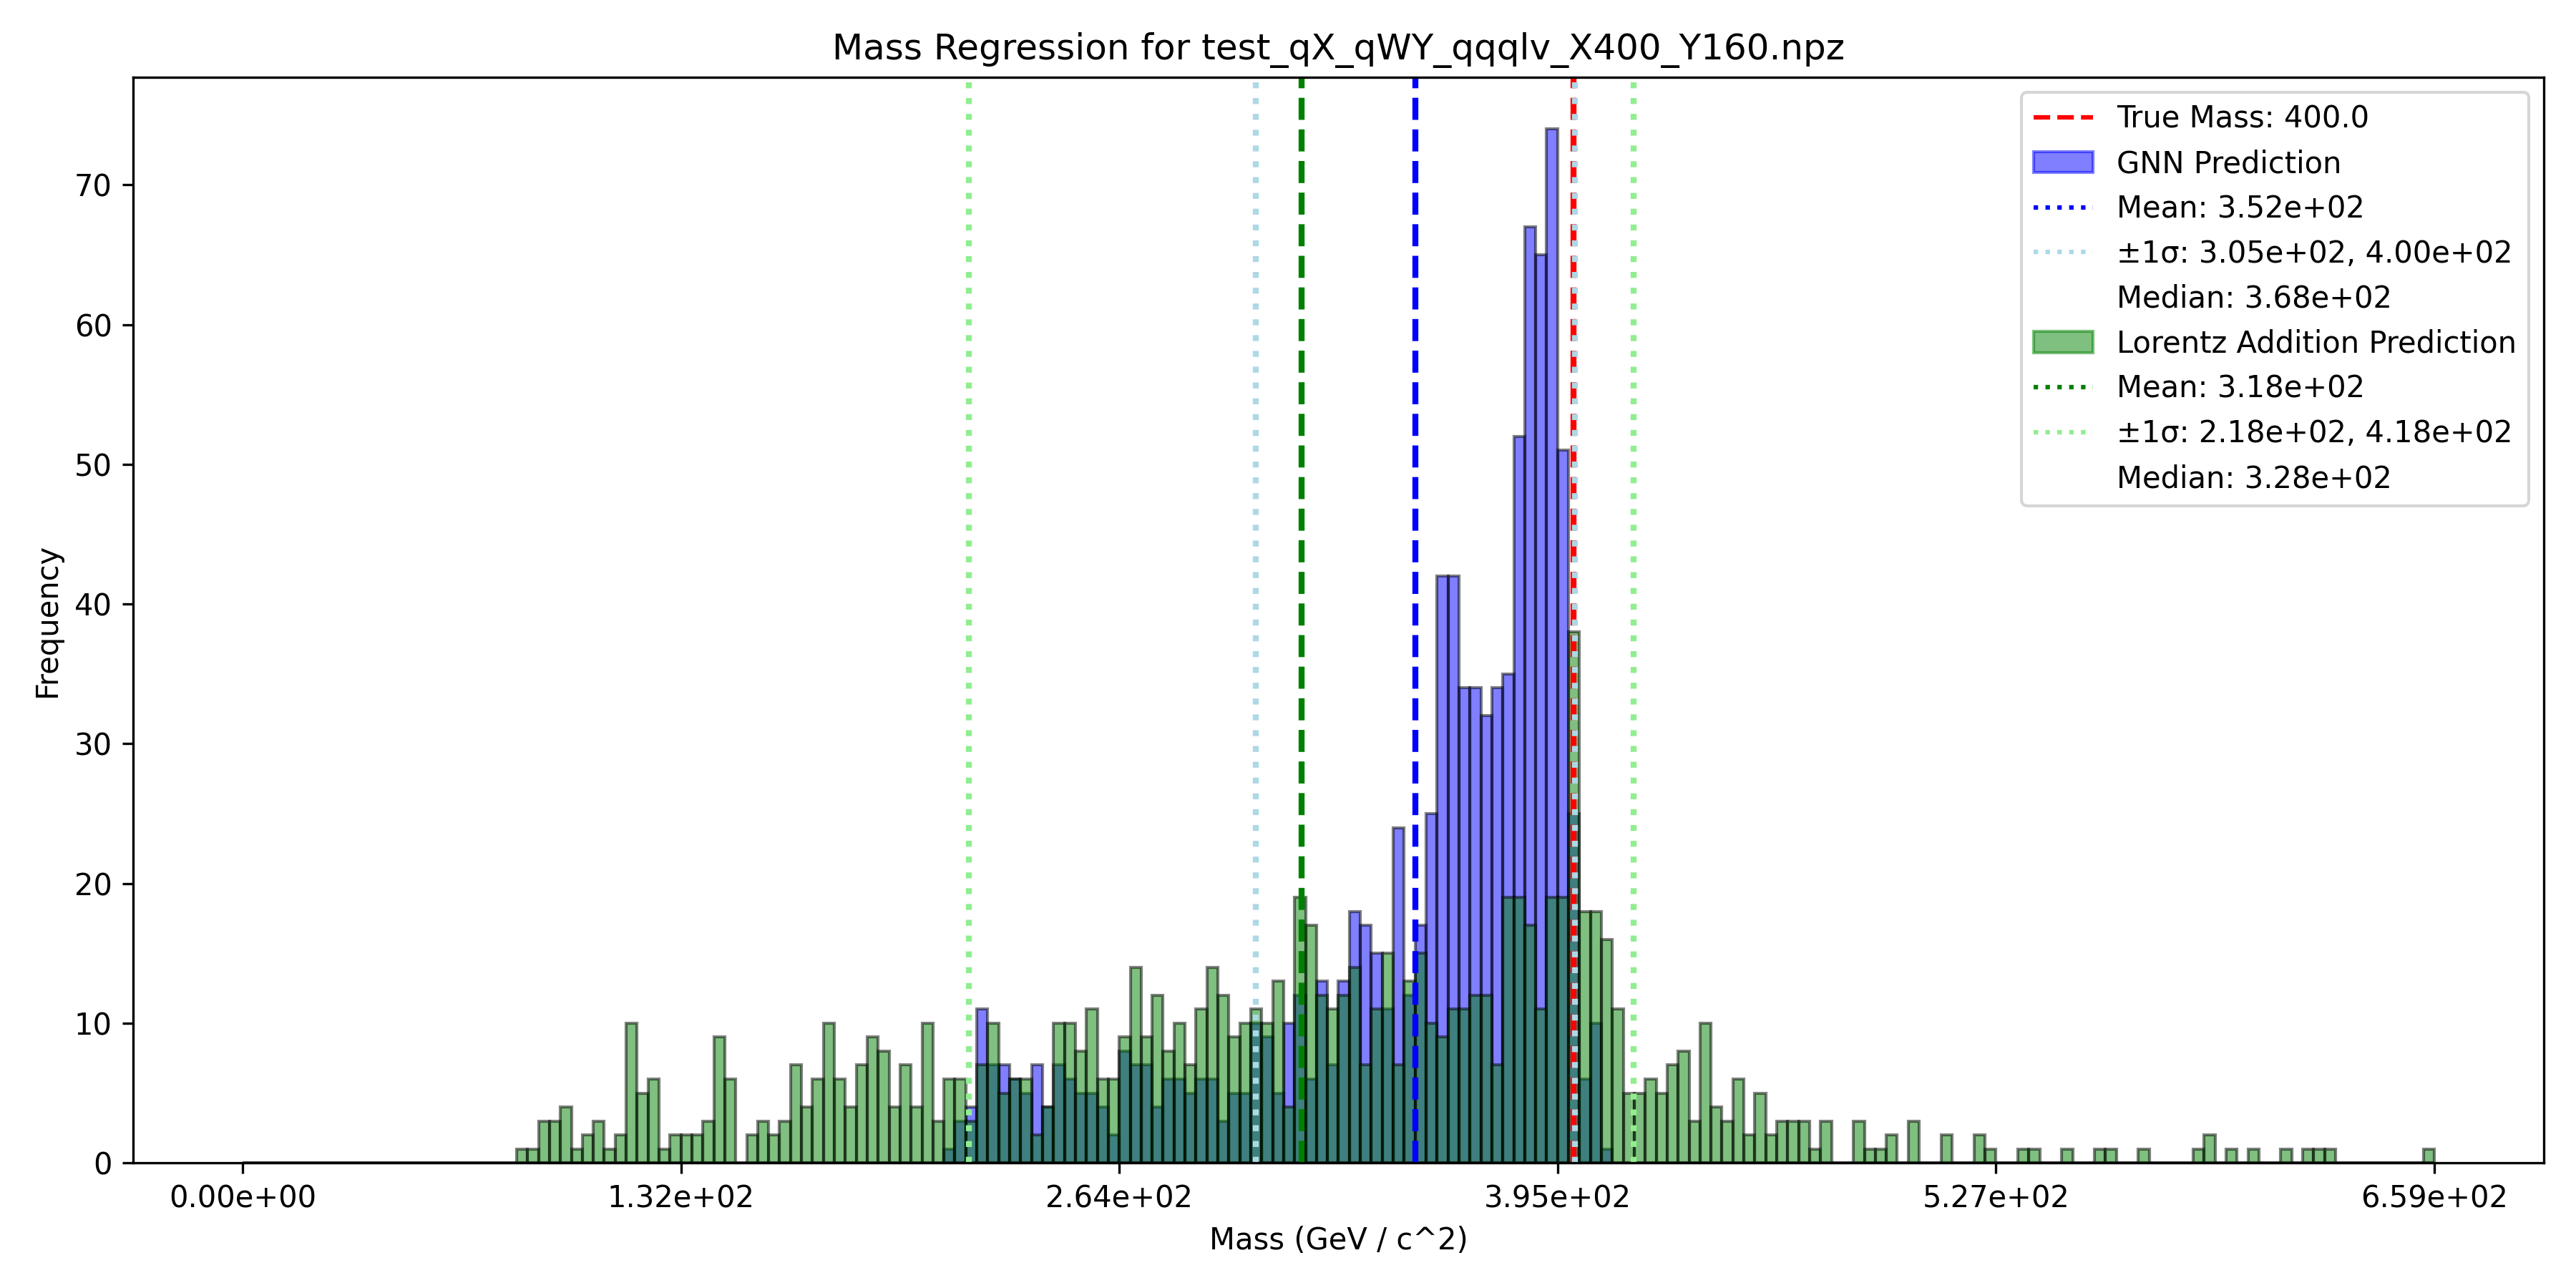 Mass Regression for test_qX_qWY_qqqlv_X400_Y160.npz
True Mass: 400.0
GNN Prediction
Mean: 3.52e+02
±1σ: 3.05e+02, 4.00e+02
Median: 3.68e+02
Lorentz Addition Prediction
Mean: 3.18e+02
±1σ: 2.18e+02, 4.18e+02
Median: 3.28e+02
Frequency
70
60
50
40
30
20
10
0
0.00e+00 1.32e+02 2.64e+02 3.95e+02 5.27e+02 6.59e+02
Mass (GeV / c^2)